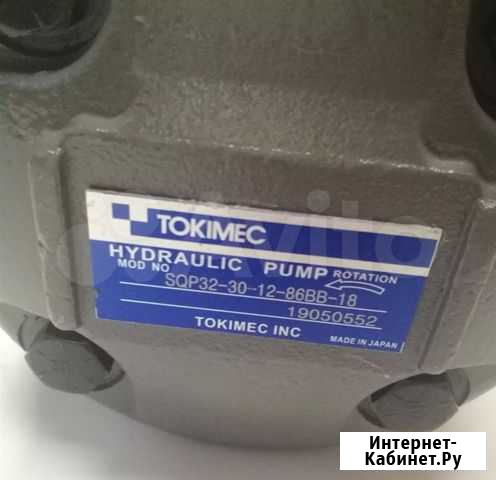 TOKIMEC
HYDRAULIC PUMP ROTATION
MOD NO SQP32-30-12-86BB-18
19050552
TOKIMEC INC MADE IN JAPAN
Avito
Интернет-
Кабинет.Ру